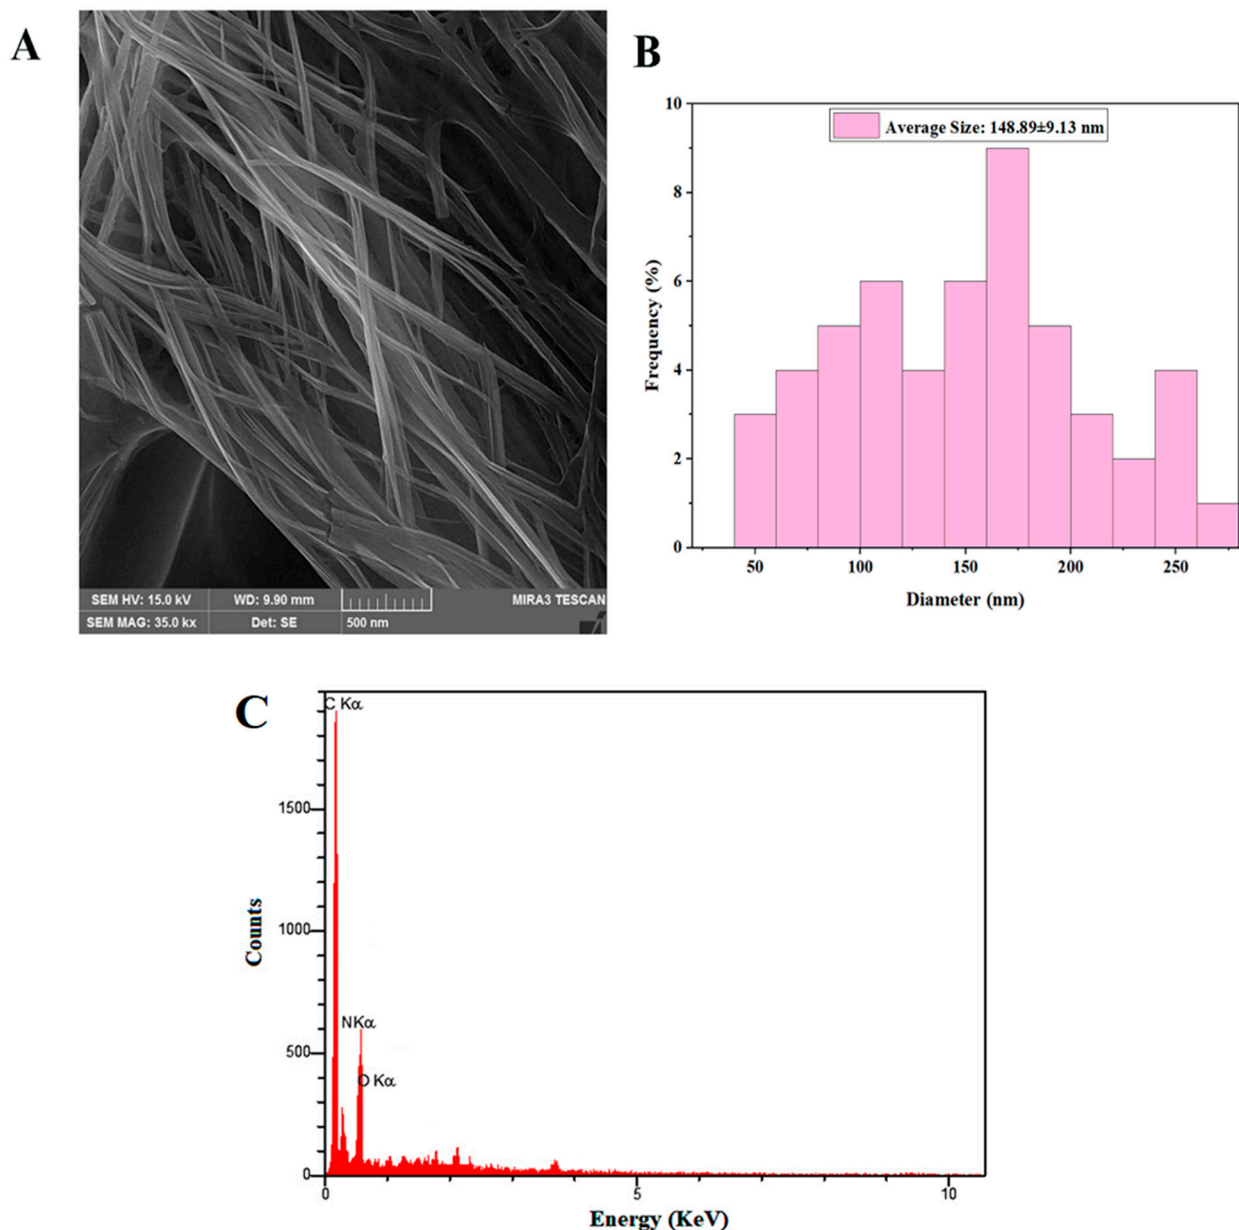 A
SEM HV: 15.0 kV WD: 9.90 mm MIRA3 TESCAN
SEM MAG: 35.0 kx Det: SE 500 nm
B
Average Size: 148.89±9.13 nm
10
8
6
4
2
0
Frequency (%)
50 100 150 200 250
Diameter (nm)
C
C Kα
1500
1000
NKα
500
O Kα
0
Counts
0 5 10
Energy (KeV)